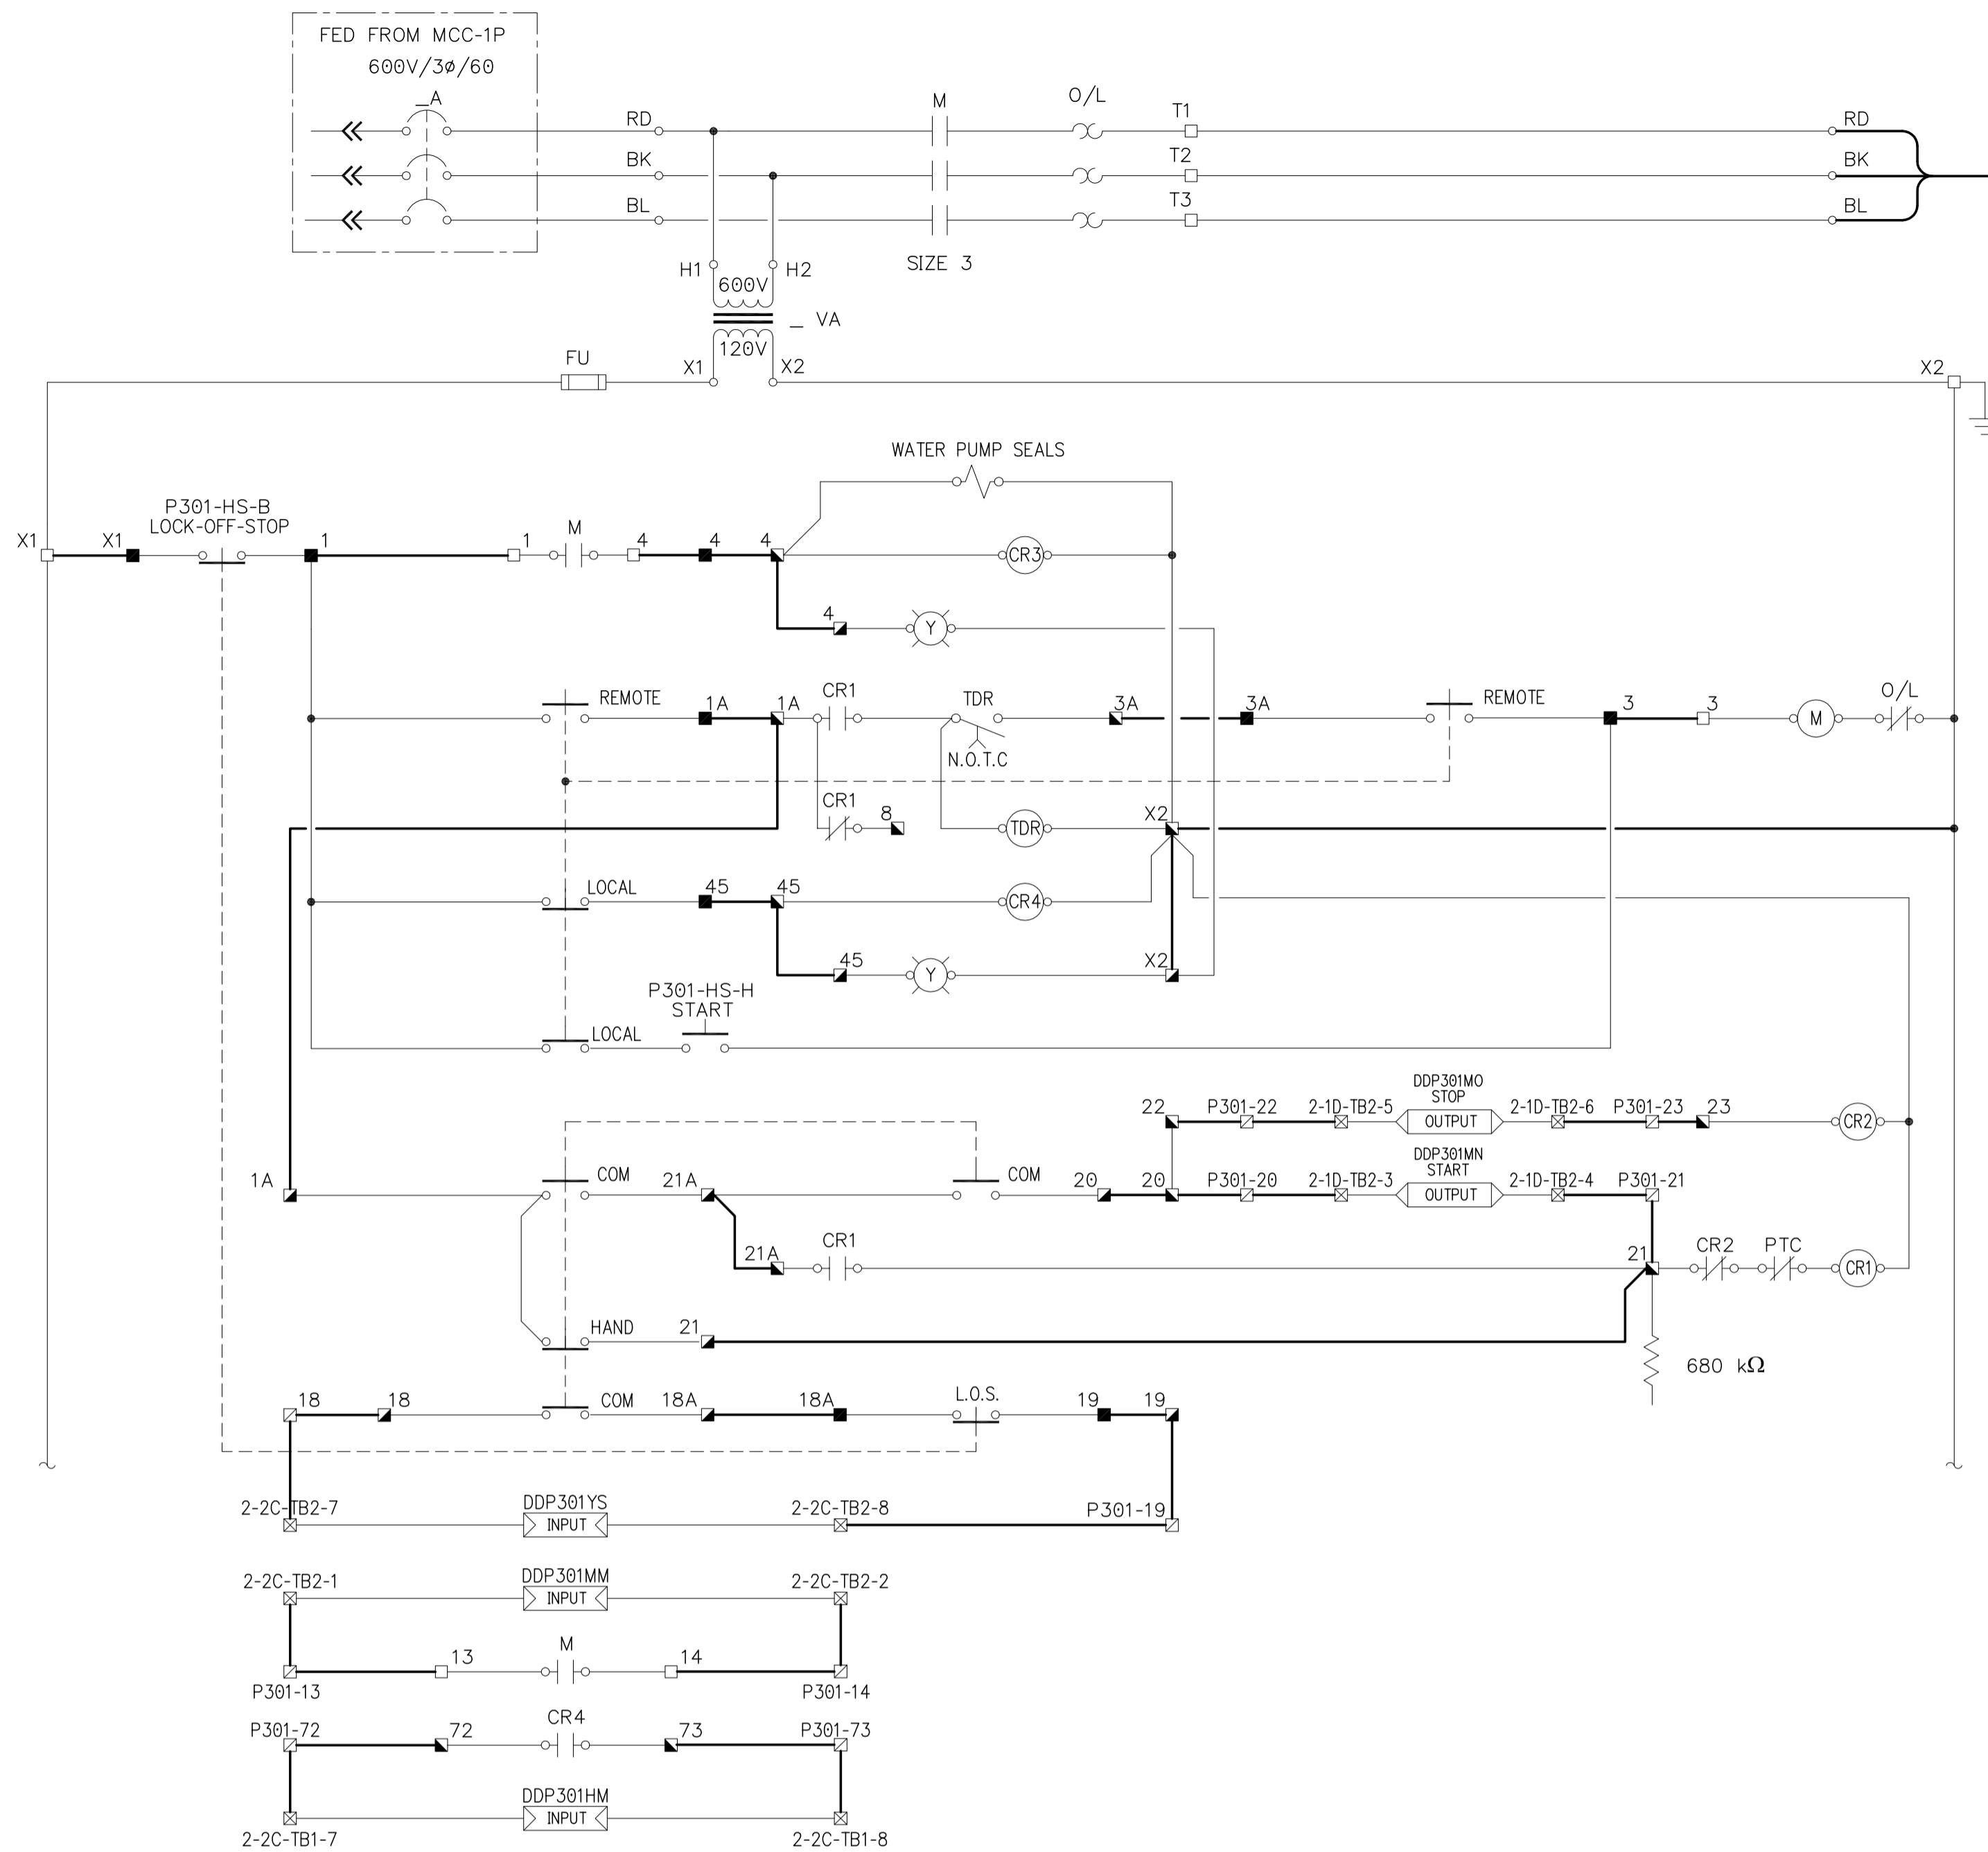 FED FROM MCC-1P
600V/3ø/60
_A
RD
BK
BL
M
SIZE 3
O/L
T1
T2
T3
RD
BK
BL
H1
H2
600V
_ VA
120V
X1
X2
FU
X2
WATER PUMP SEALS
P301-HS-B
LOCK-OFF-STOP
X1
X1
1
1
M
4
4
4
CR3
4
Y
REMOTE
1A
1A
CR1
TDR
N.O.T.C
3A
3A
REMOTE
3
3
M
O/L
CR1
8
TDR
X2
LOCAL
45
45
CR4
45
Y
X2
P301-HS-H
START
LOCAL
22
P301-22
2-1D-TB2-5
DDP301MO
STOP
OUTPUT
2-1D-TB2-6
P301-23
23
CR2
1A
COM
21A
COM
20
20
P301-20
2-1D-TB2-3
DDP301MN
START
OUTPUT
2-1D-TB2-4
P301-21
21A
CR1
21
CR2
PTC
CR1
HAND
21
680 kΩ
18
18
COM
18A
18A
L.O.S.
19
19
2-2C-TB2-7
DDP301YS
INPUT
2-2C-TB2-8
P301-19
2-2C-TB2-1
DDP301MM
INPUT
2-2C-TB2-2
13
M
14
P301-13
P301-14
P301-72
72
CR4
73
P301-73
DDP301HM
INPUT
2-2C-TB1-7
2-2C-TB1-8